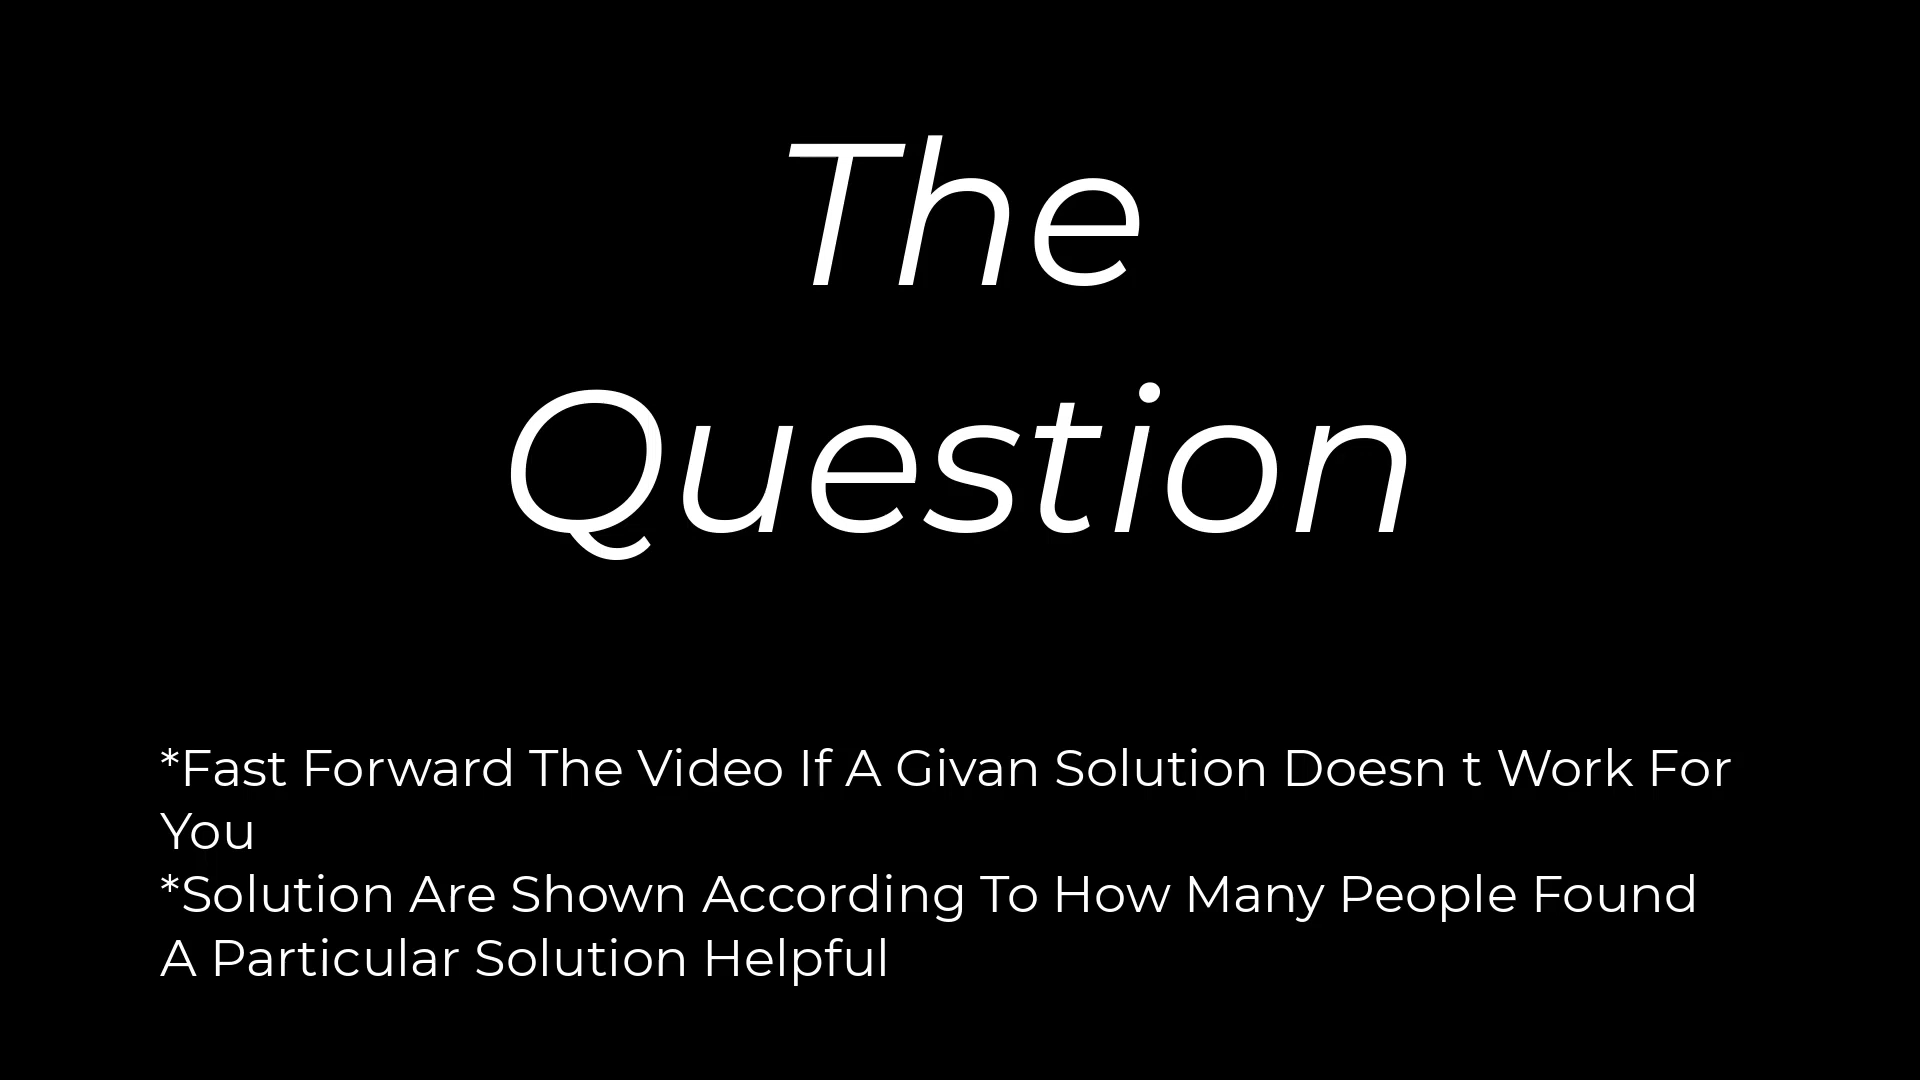 The
Question
*Fast Forward The Video If A Givan Solution Doesn t Work For
You
*Solution Are Shown According To How Many People Found
A Particular Solution Helpful